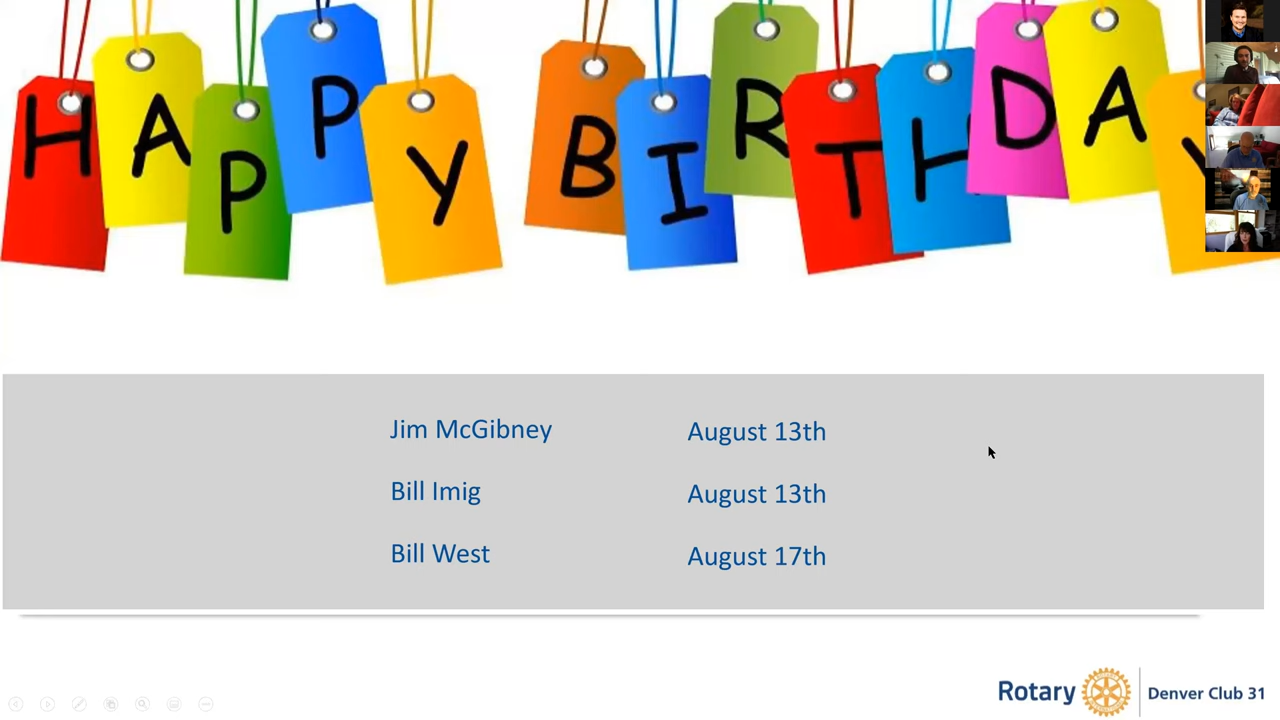 HAPPY BIRTHDAY
Jim McGibney August 13th
Bill Imig August 13th
Bill West August 17th
Rotary Denver Club 31